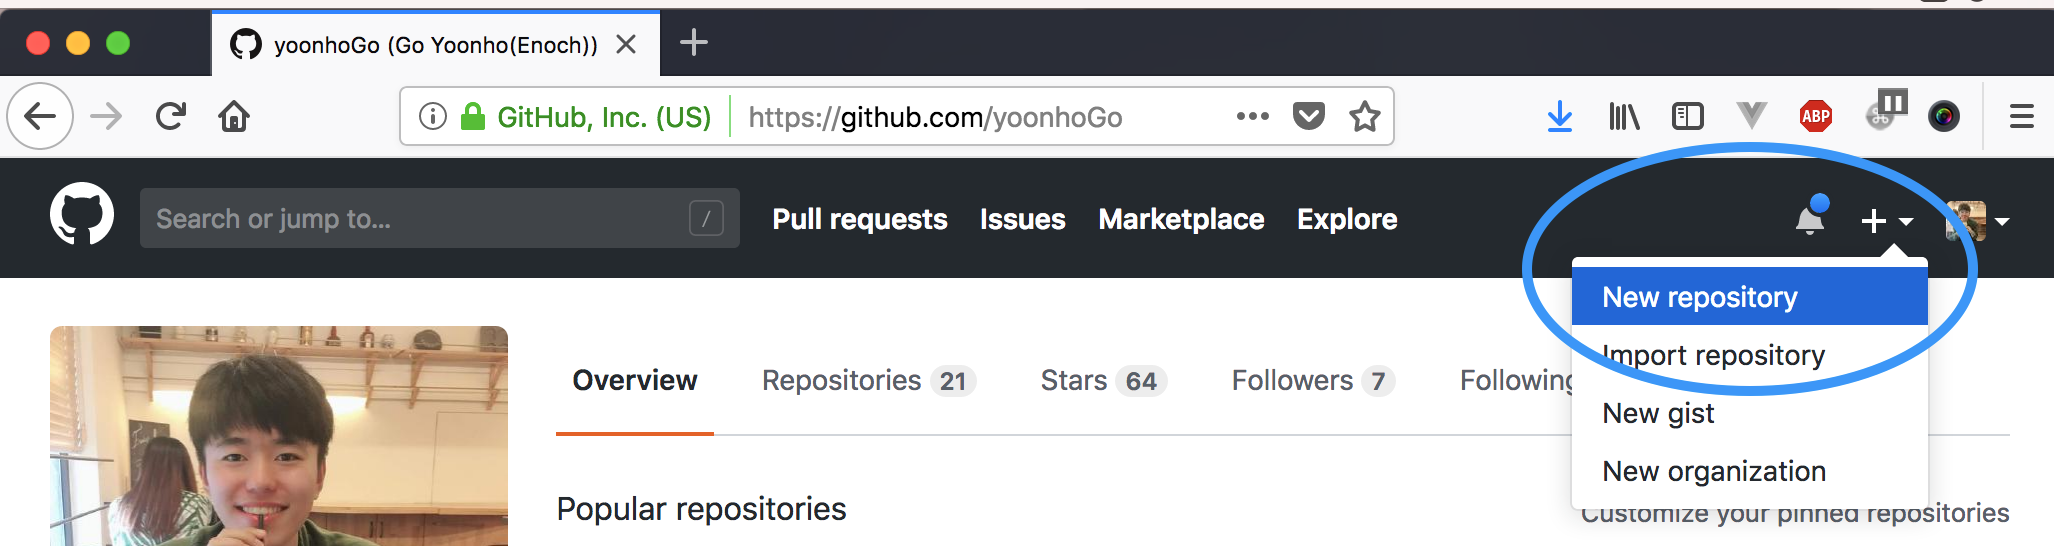 yoonhoGo (Go Yoonho(Enoch))
GitHub, Inc. (US) https://github.com/yoonhoGo
ABP
Search or jump to... /
Pull requests Issues Marketplace Explore
New repository
Import repository
New gist
New organization
Overview Repositories 21 Stars 64 Followers 7 Following
Popular repositories
Customize your pinned repositories